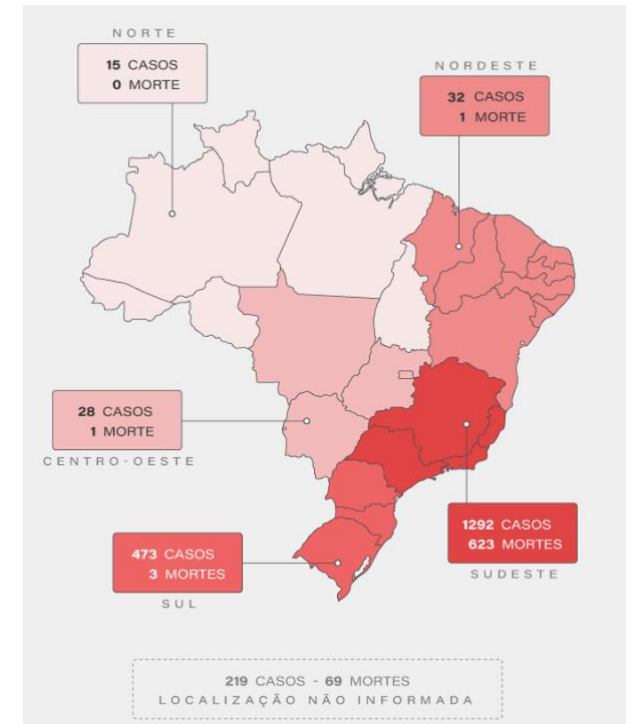 NORTE
15 CASOS
0 MORTE
NORDESTE
32 CASOS
1 MORTE
28 CASOS
1 MORTE
CENTRO-OESTE
1292 CASOS
623 MORTES
SUDESTE
473 CASOS
3 MORTES
SUL
219 CASOS - 69 MORTES
LOCALIZAÇÃO NÃO INFORMADA